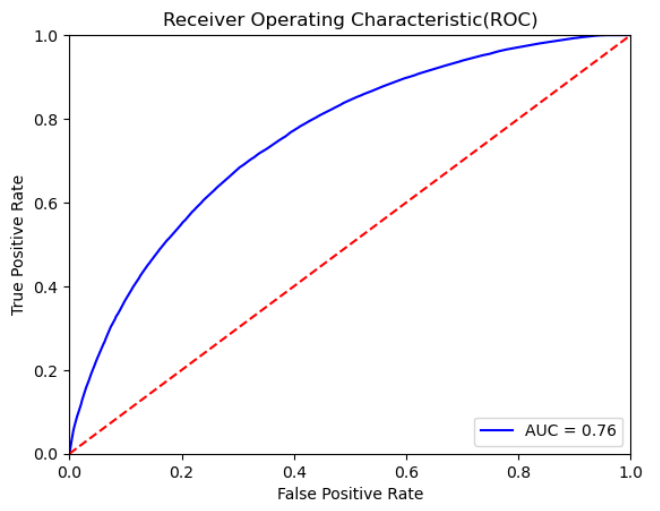 Receiver Operating Characteristic(ROC)
1.0
0.8
0.6
0.4
0.2
0.0
True Positive Rate
AUC = 0.76
0.0 0.2 0.4 0.6 0.8 1.0
False Positive Rate